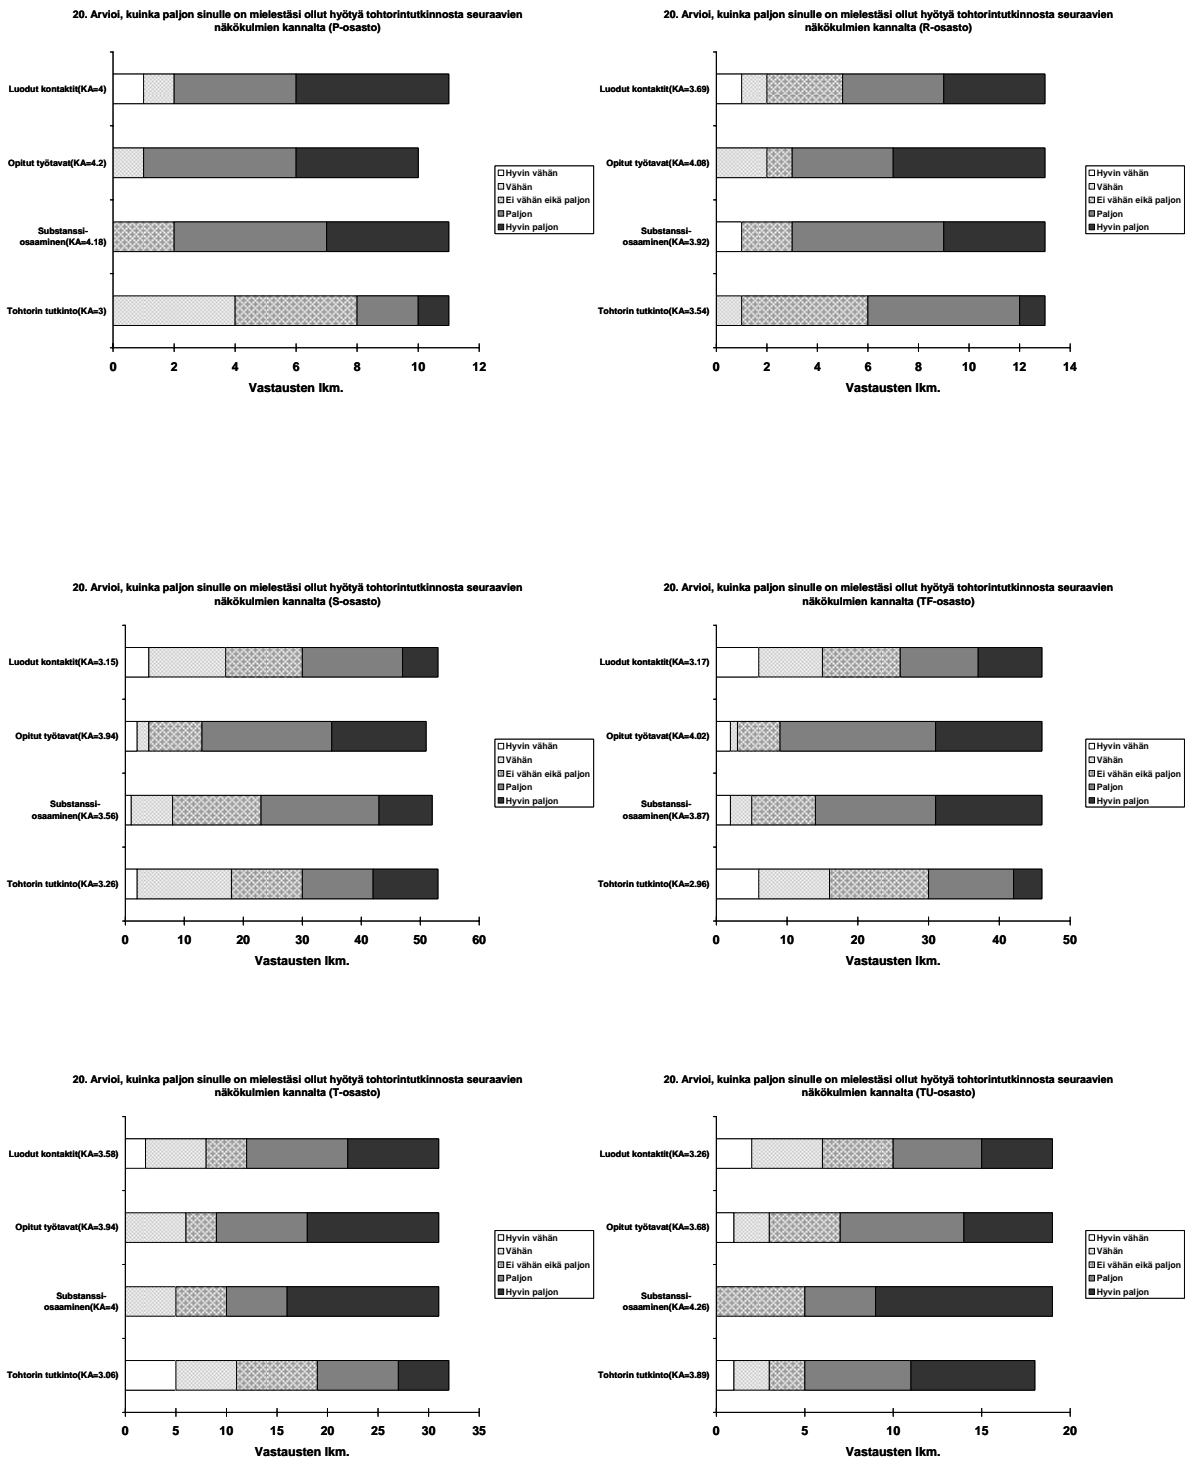 20. Arvioi, kuinka paljon sinulle on mielestäsi ollut hyötyä tohtorintutkinnosta seuraavien
näkökulmien kannalta (P-osasto)
Luodut kontaktit(KA=4)
Opitut työtavat(KA=4.2)
Substanssi-
osaaminen(KA=4.18)
Tohtorin tutkinto(KA=3)
0 2 4 6 8 10 12
Vastausten lkm.
Hyvin vähän
Vähän
Ei vähän eikä paljon
Paljon
Hyvin paljon
20. Arvioi, kuinka paljon sinulle on mielestäsi ollut hyötyä tohtorintutkinnosta seuraavien
näkökulmien kannalta (R-osasto)
Luodut kontaktit(KA=3.69)
Opitut työtavat(KA=4.08)
Substanssi-
osaaminen(KA=3.92)
Tohtorin tutkinto(KA=3.54)
0 2 4 6 8 10 12 14
Vastausten lkm.
Hyvin vähän
Vähän
Ei vähän eikä paljon
Paljon
Hyvin paljon
20. Arvioi, kuinka paljon sinulle on mielestäsi ollut hyötyä tohtorintutkinnosta seuraavien
näkökulmien kannalta (S-osasto)
Luodut kontaktit(KA=3.15)
Opitut työtavat(KA=3.94)
Substanssi-
osaaminen(KA=3.56)
Tohtorin tutkinto(KA=3.26)
0 10 20 30 40 50 60
Vastausten lkm.
Hyvin vähän
Vähän
Ei vähän eikä paljon
Paljon
Hyvin paljon
20. Arvioi, kuinka paljon sinulle on mielestäsi ollut hyötyä tohtorintutkinnosta seuraavien
näkökulmien kannalta (TF-osasto)
Luodut kontaktit(KA=3.17)
Opitut työtavat(KA=4.02)
Substanssi-
osaaminen(KA=3.87)
Tohtorin tutkinto(KA=2.96)
0 10 20 30 40 50
Vastausten lkm.
Hyvin vähän
Vähän
Ei vähän eikä paljon
Paljon
Hyvin paljon
20. Arvioi, kuinka paljon sinulle on mielestäsi ollut hyötyä tohtorintutkinnosta seuraavien
näkökulmien kannalta (T-osasto)
Luodut kontaktit(KA=3.58)
Opitut työtavat(KA=3.94)
Substanssi-
osaaminen(KA=4)
Tohtorin tutkinto(KA=3.06)
0 5 10 15 20 25 30 35
Vastausten lkm.
Hyvin vähän
Vähän
Ei vähän eikä paljon
Paljon
Hyvin paljon
20. Arvioi, kuinka paljon sinulle on mielestäsi ollut hyötyä tohtorintutkinnosta seuraavien
näkökulmien kannalta (TU-osasto)
Luodut kontaktit(KA=3.26)
Opitut työtavat(KA=3.68)
Substanssi-
osaaminen(KA=4.26)
Tohtorin tutkinto(KA=3.89)
0 5 10 15 20
Vastausten lkm.
Hyvin vähän
Vähän
Ei vähän eikä paljon
Paljon
Hyvin paljon